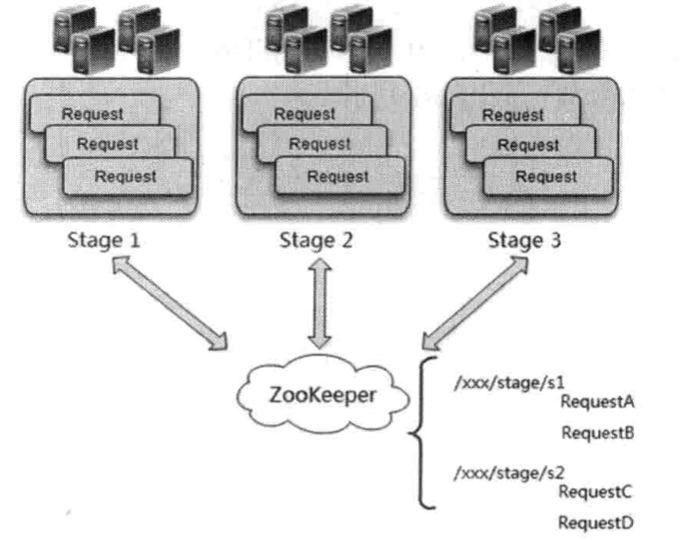 Request Request Request
Request Request Request
Request Request Request
Stage 1 Stage 2 Stage 3
ZooKeeper
/xxx/stage/s1
RequestA
RequestB
/xxx/stage/s2
RequestC
RequestD